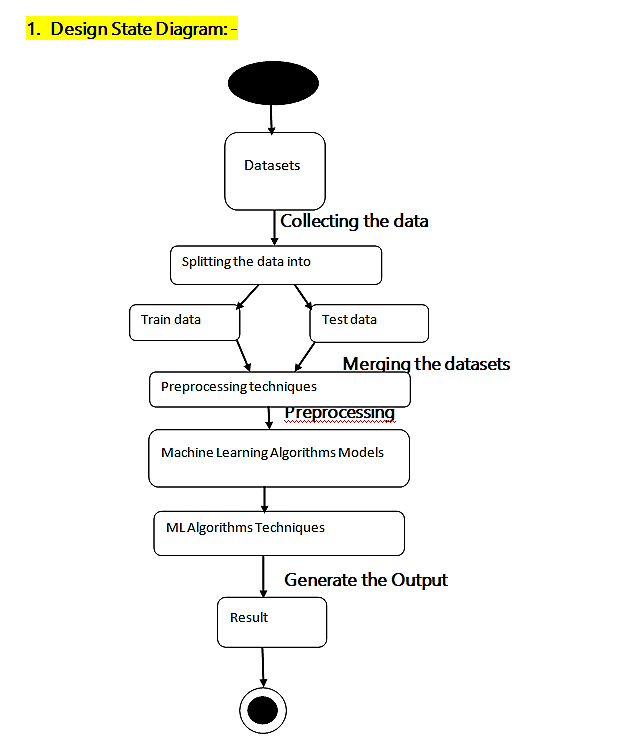 1. Design State Diagram: -
Datasets
Collecting the data
Splitting the data into
Train data
Test data
Merging the datasets
Preprocessing techniques
Preprocessing
Machine Learning Algorithms Models
ML Algorithms Techniques
Generate the Output
Result